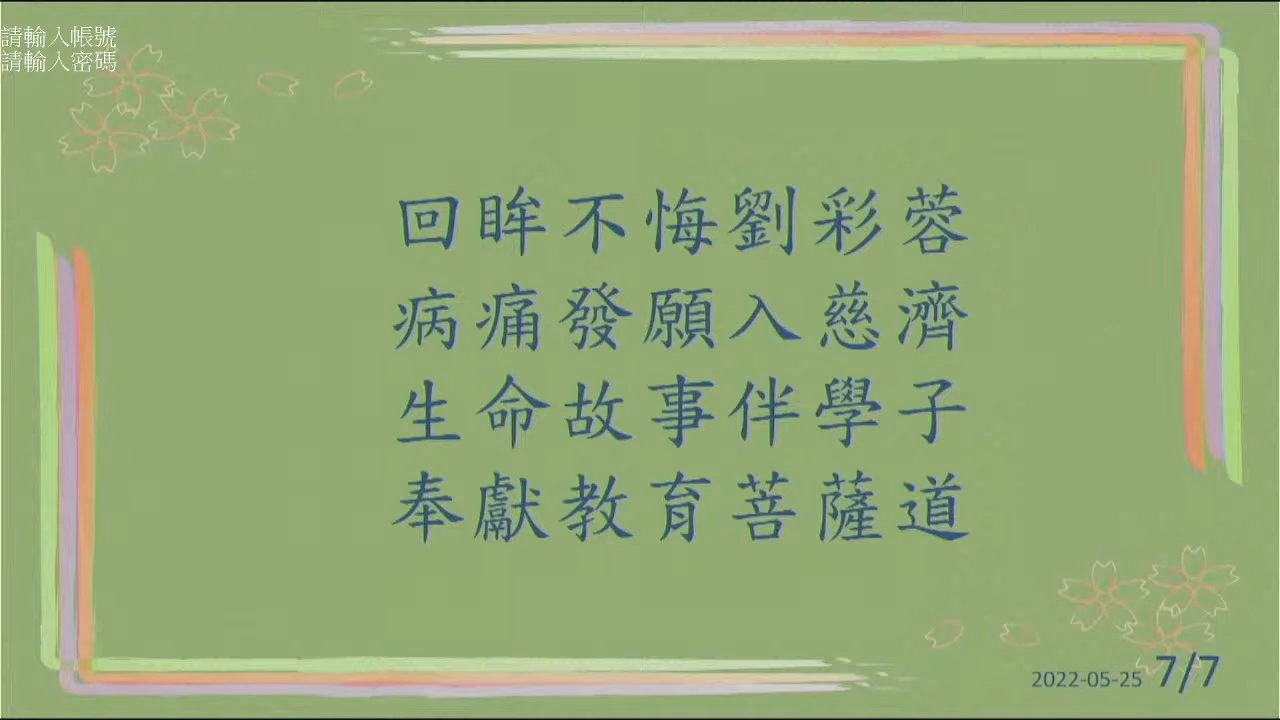 請輸入帳號
請輸入密碼
回眸不悔劉彩蓉
病痛發願入慈濟
生命故事伴學子
奉獻教育菩薩道
2022-05-25 7/7